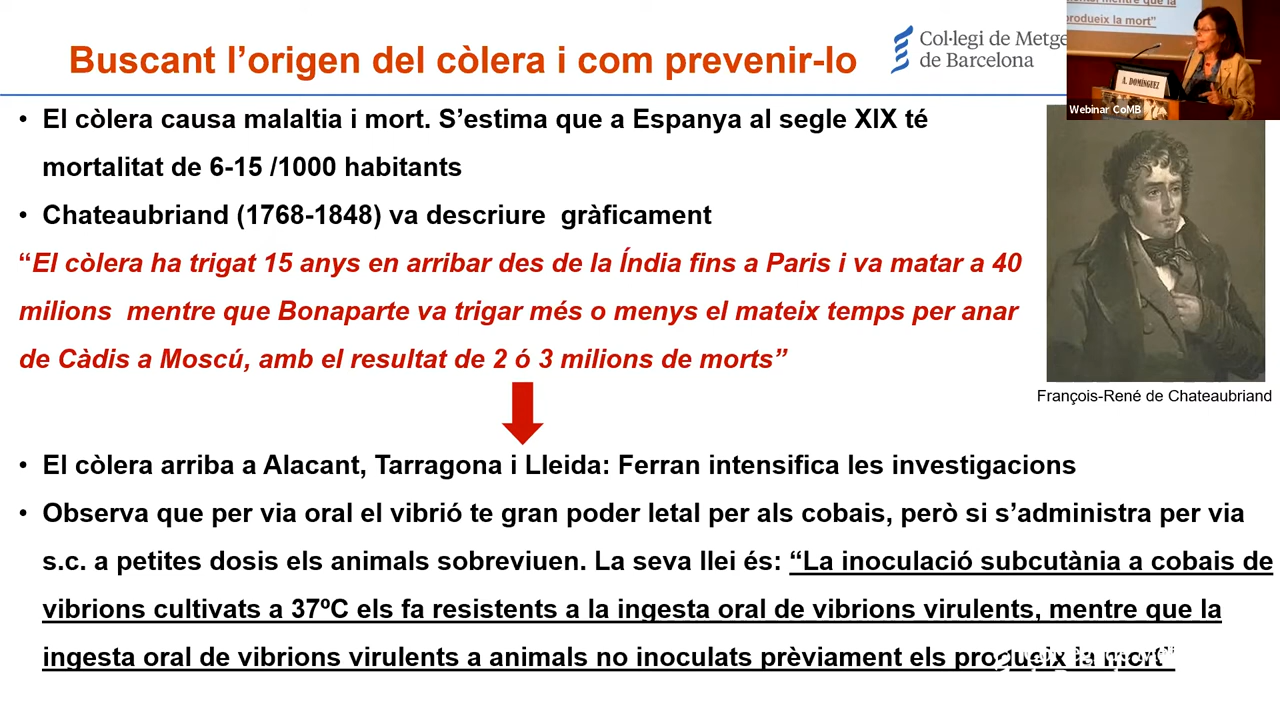 Buscant l’origen del còlera i com prevenir-lo
Col·legi de Metge
de Barcelona
mentre que la
produeix la mort”
A. DOMÍNGUEZ
Webinar CoMB
• El còlera causa malaltia i mort. S’estima que a Espanya al segle XIX té
mortalitat de 6-15 /1000 habitants
• Chateaubriand (1768-1848) va descriure gràficament
“El còlera ha trigat 15 anys en arribar des de la Índia fins a Paris i va matar a 40
milions mentre que Bonaparte va trigar més o menys el mateix temps per anar
de Càdis a Moscú, amb el resultat de 2 ó 3 milions de morts”
François-René de Chateaubriand
• El còlera arriba a Alacant, Tarragona i Lleida: Ferran intensifica les investigacions
• Observa que per via oral el vibrió te gran poder letal per als cobais, però si s’administra per via
s.c. a petites dosis els animals sobreviuen. La seva llei és: “La inoculació subcutània a cobais de
vibrions cultivats a 37ºC els fa resistents a la ingesta oral de vibrions virulents, mentre que la
ingesta oral de vibrions virulents a animals no inoculats prèviament els produeix la mort”